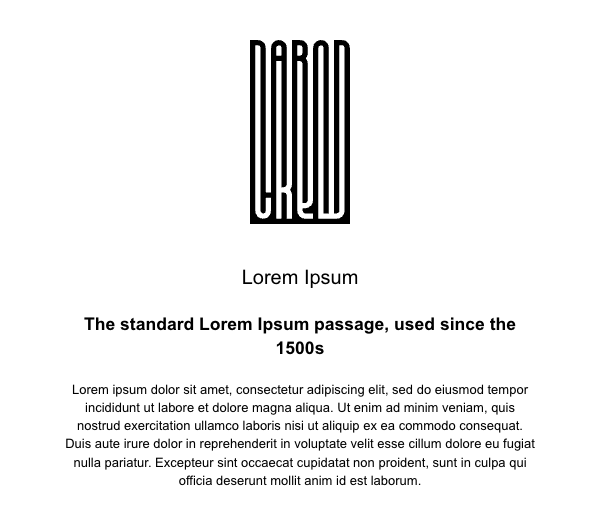 DAROD
CREW
Lorem Ipsum
The standard Lorem Ipsum passage, used since the
1500s
Lorem ipsum dolor sit amet, consectetur adipiscing elit, sed do eiusmod tempor
incididunt ut labore et dolore magna aliqua. Ut enim ad minim veniam, quis
nostrud exercitation ullamco laboris nisi ut aliquip ex ea commodo consequat.
Duis aute irure dolor in reprehenderit in voluptate velit esse cillum dolore eu fugiat
nulla pariatur. Excepteur sint occaecat cupidatat non proident, sunt in culpa qui
officia deserunt mollit anim id est laborum.